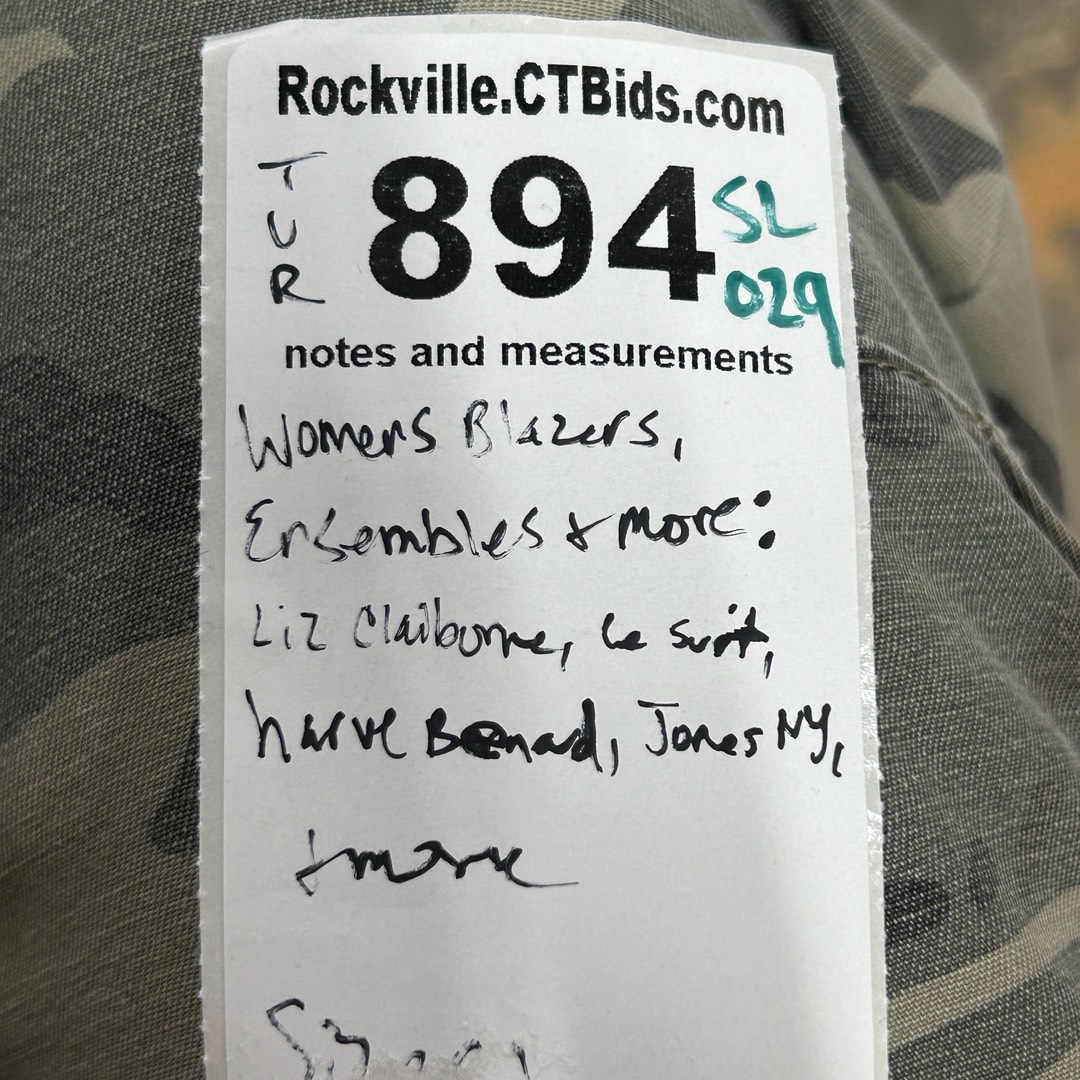 Rockville.CTBids.com
TUR
894
SL
029
notes and measurements
Womens Blazers,
Ensembles & more:
Liz Claiborne, Le Suit,
harve Benard, Jones NY,
+ more